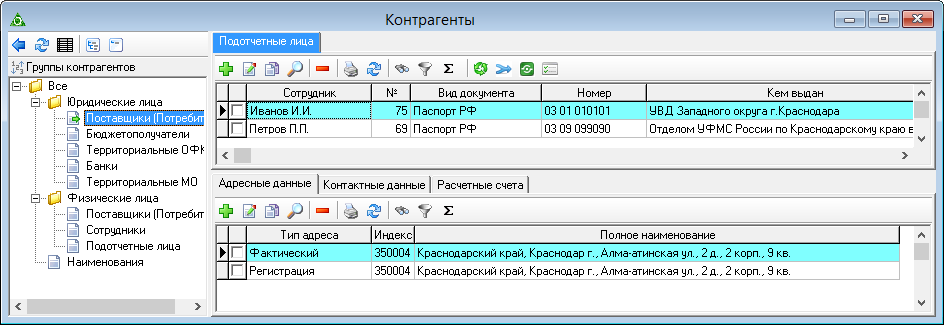 Контрагенты
Группы контрагентов
Все
Юридические лица
Поставщики (Потребит
Бюджетополучатели
Территориальные ОФК
Банки
Территориальные МО
Физические лица
Поставщики (Потребит
Сотрудники
Подотчетные лица
Наименования
Подотчетные лица
Сотрудник № Вид документа Номер Кем выдан
Иванов И.И. 75 Паспорт РФ 03 01 010101 УВД Западного округа г.Краснодара
Петров П.П. 69 Паспорт РФ 03 09 099090 Отделом УФМС России по Краснодарскому краю в
Адресные данные Контактные данные Расчетные счета
Тип адреса Индекс Полное наименование
Фактический 350004 Краснодарский край, Краснодар г., Алма-атинская ул., 2 д., 2 корп., 9 кв.
Регистрация 350004 Краснодарский край, Краснодар г., Алма-атинская ул., 2 д., 2 корп., 9 кв.